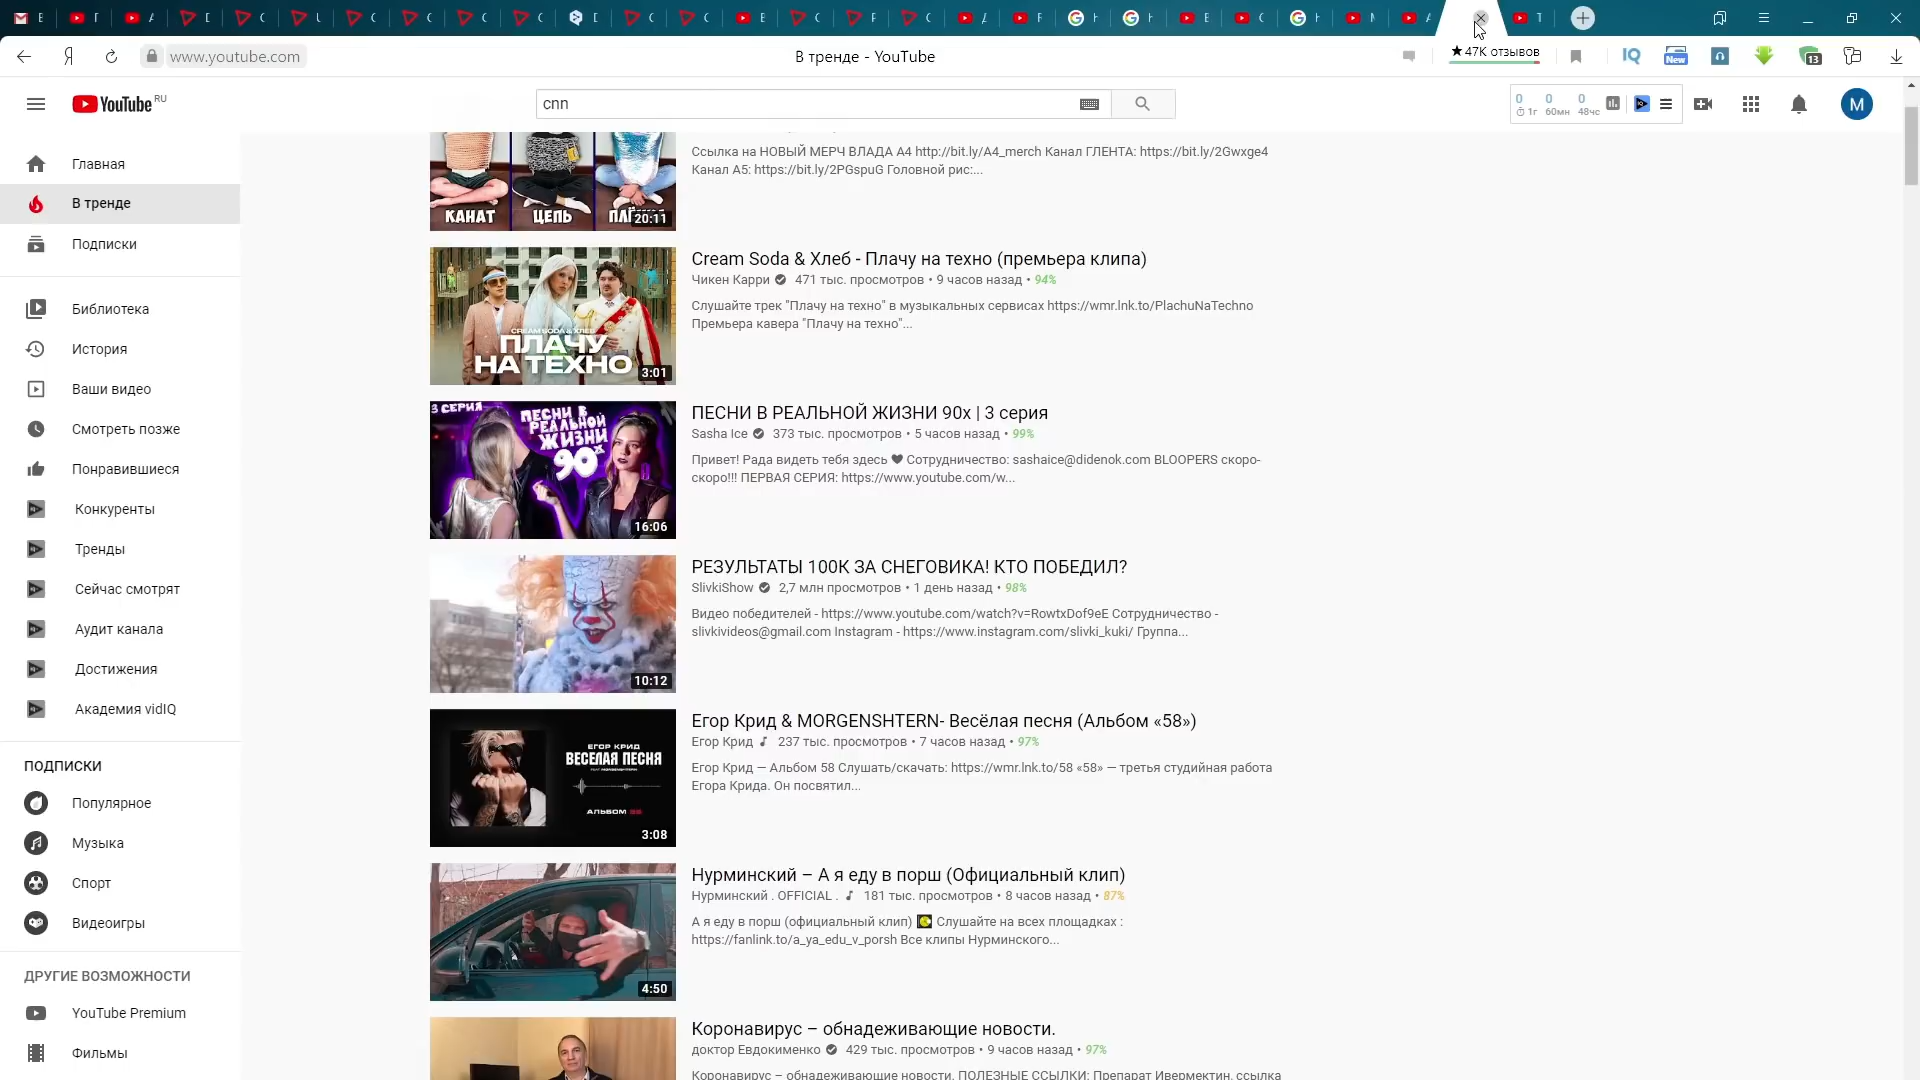 www.youtube.com
В тренде - YouTube
★ 47K отзывов
IQ
New
13
YouTube RU
cnn
0 0 0
1г 60мн 48чс
M
Главная
В тренде
Подписки
Библиотека
История
Ваши видео
Смотреть позже
Понравившиеся
Конкуренты
Тренды
Сейчас смотрят
Аудит канала
Достижения
Академия vidIQ
ПОДПИСКИ
Популярное
Музыка
Спорт
Видеоигры
ДРУГИЕ ВОЗМОЖНОСТИ
YouTube Premium
Фильмы
КАНАТ ЦЕПЬ
20:11
Ссылка на НОВЫЙ МЕРЧ ВЛАДА А4 http://bit.ly/A4_merch Канал ГЛЕНТА: https://bit.ly/2Gwxge4
Канал А5: https://bit.ly/2PGspuG Головной рис:...
CREAM SODA & ХЛЕБ
ПЛАЧУ
НА ТЕХНО
3:01
Cream Soda & Хлеб - Плачу на техно (премьера клипа)
Чикен Карри 471 тыс. просмотров • 9 часов назад • 94%
Слушайте трек "Плачу на техно" в музыкальных сервисах https://wmr.lnk.to/PlachuNaTechno
Премьера кавера "Плачу на техно"...
3 СЕРИЯ
ПЕСНИ В
РЕАЛЬНОЙ
ЖИЗНИ
90х
16:06
ПЕСНИ В РЕАЛЬНОЙ ЖИЗНИ 90х | 3 серия
Sasha Ice 373 тыс. просмотров • 5 часов назад • 99%
Привет! Рада видеть тебя здесь ❤ Сотрудничество: sashaice@didenok.com BLOOPERS скоро-
скоро!!! ПЕРВАЯ СЕРИЯ: https://www.youtube.com/w...
10:12
РЕЗУЛЬТАТЫ 100К ЗА СНЕГОВИКА! КТО ПОБЕДИЛ?
SlivkiShow 2,7 млн просмотров • 1 день назад • 98%
Видео победителей - https://www.youtube.com/watch?v=RowtxDof9eE Сотрудничество -
slivkivideos@gmail.com Instagram - https://www.instagram.com/slivki_kuki/ Группа...
ЕГОР КРИД
ВЕСЕЛАЯ ПЕСНЯ
АЛЬБОМ 58
3:08
Егор Крид & MORGENSHTERN- Весёлая песня (Альбом «58»)
Егор Крид 237 тыс. просмотров • 7 часов назад • 97%
Егор Крид — Альбом 58 Слушать/скачать: https://wmr.lnk.to/58 «58» — третья студийная работа
Егора Крида. Он посвятил...
4:50
Нурминский – А я еду в порш (Официальный клип)
Нурминский . OFFICIAL . 181 тыс. просмотров • 8 часов назад • 87%
А я еду в порш (официальный клип) Слушайте на всех площадках :
https://fanlink.to/a_ya_edu_v_porsh Все клипы Нурминского...
Коронавирус – обнадеживающие новости.
доктор Евдокименко 429 тыс. просмотров • 9 часов назад • 97%
Коронавирус – обнадеживающие новости. ПОЛЕЗНЫЕ ССЫЛКИ: Препарат Ивермектин, ссылка